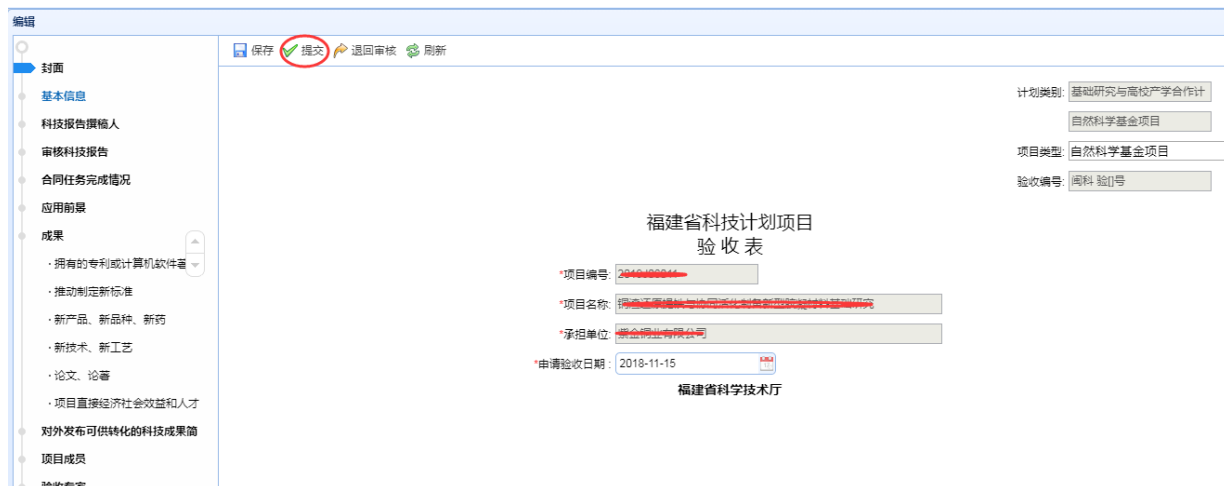 编辑
保存 提交 退回审核 刷新
封面
基本信息
科技报告撰稿人
审核科技报告
合同任务完成情况
应用前景
成果
·拥有的专利或计算机软件著
·推动制定新标准
·新产品、新品种、新药
·新技术、新工艺
·论文、论著
·项目直接经济社会效益和人才
对外发布可供转化的科技成果简
项目成员
验收专家
计划类别: 基础研究与高校产学合作计
自然科学基金项目
项目类型: 自然科学基金项目
验收编号: 闽科 验[]号
福建省科技计划项目
验 收 表
*项目编号:
*项目名称:
*承担单位:
*申请验收日期 : 2018-11-15
福建省科学技术厅